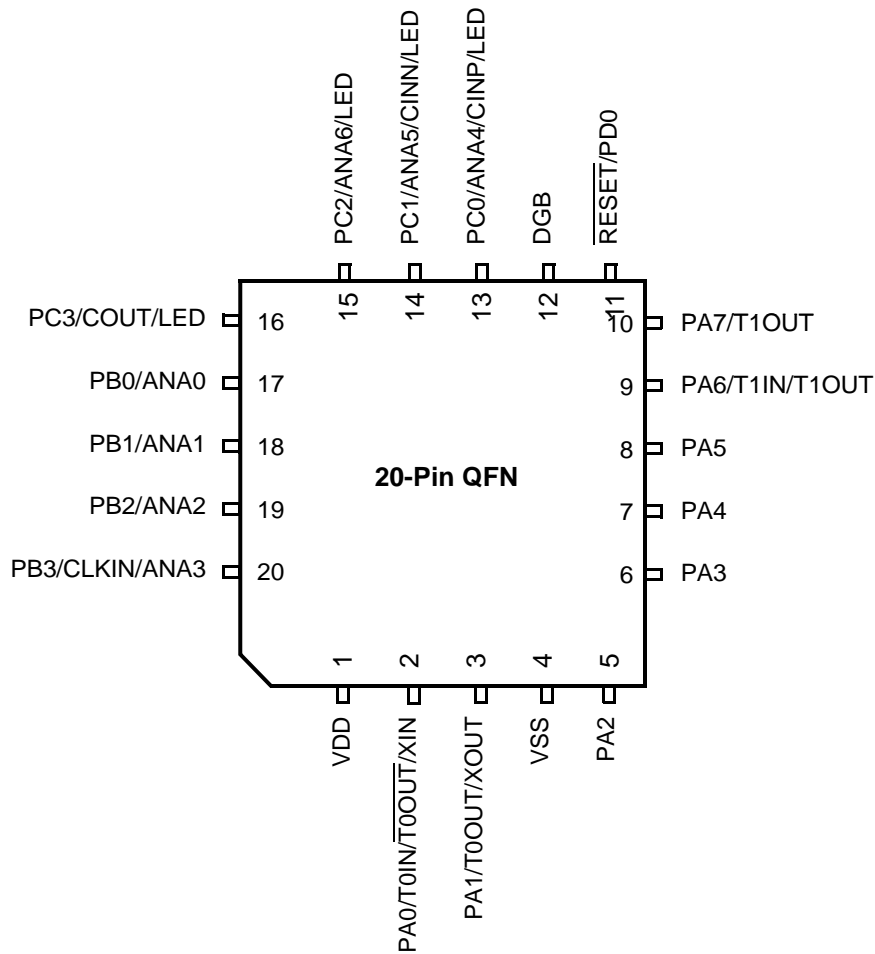 PC2/ANA6/LED
PC1/ANA5/CINN/LED
PC0/ANA4/CINP/LED
DGB
R̅E̅S̅E̅T̅/PD0
15
14
13
12
11
PC3/COUT/LED
16
10
PA7/T1OUT
PB0/ANA0
17
9
PA6/T1IN/T1OUT
PB1/ANA1
18
8
PA5
20-Pin QFN
PB2/ANA2
19
7
PA4
PB3/CLKIN/ANA3
20
6
PA3
1
2
3
4
5
VDD
PA0/T0IN/T̅0̅O̅U̅T̅/XIN
PA1/T0OUT/XOUT
VSS
PA2